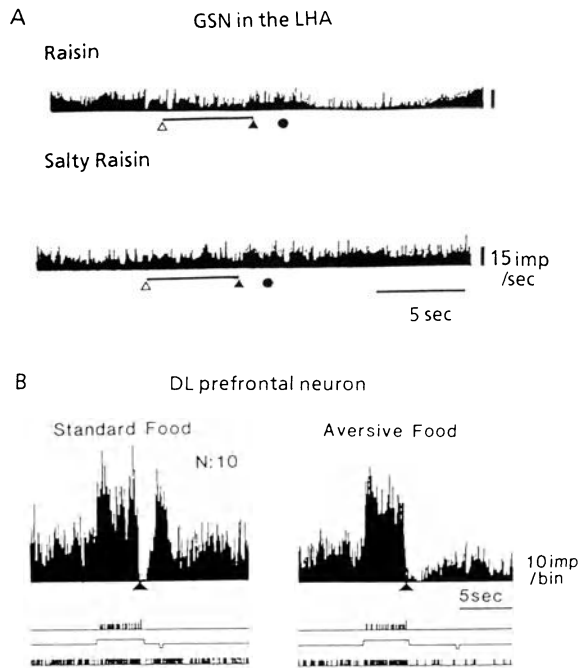 A
GSN in the LHA
Raisin
Salty Raisin
15 imp
/sec
5 sec
B
DL prefrontal neuron
Standard Food
N:10
Aversive Food
10 imp
/bin
5sec